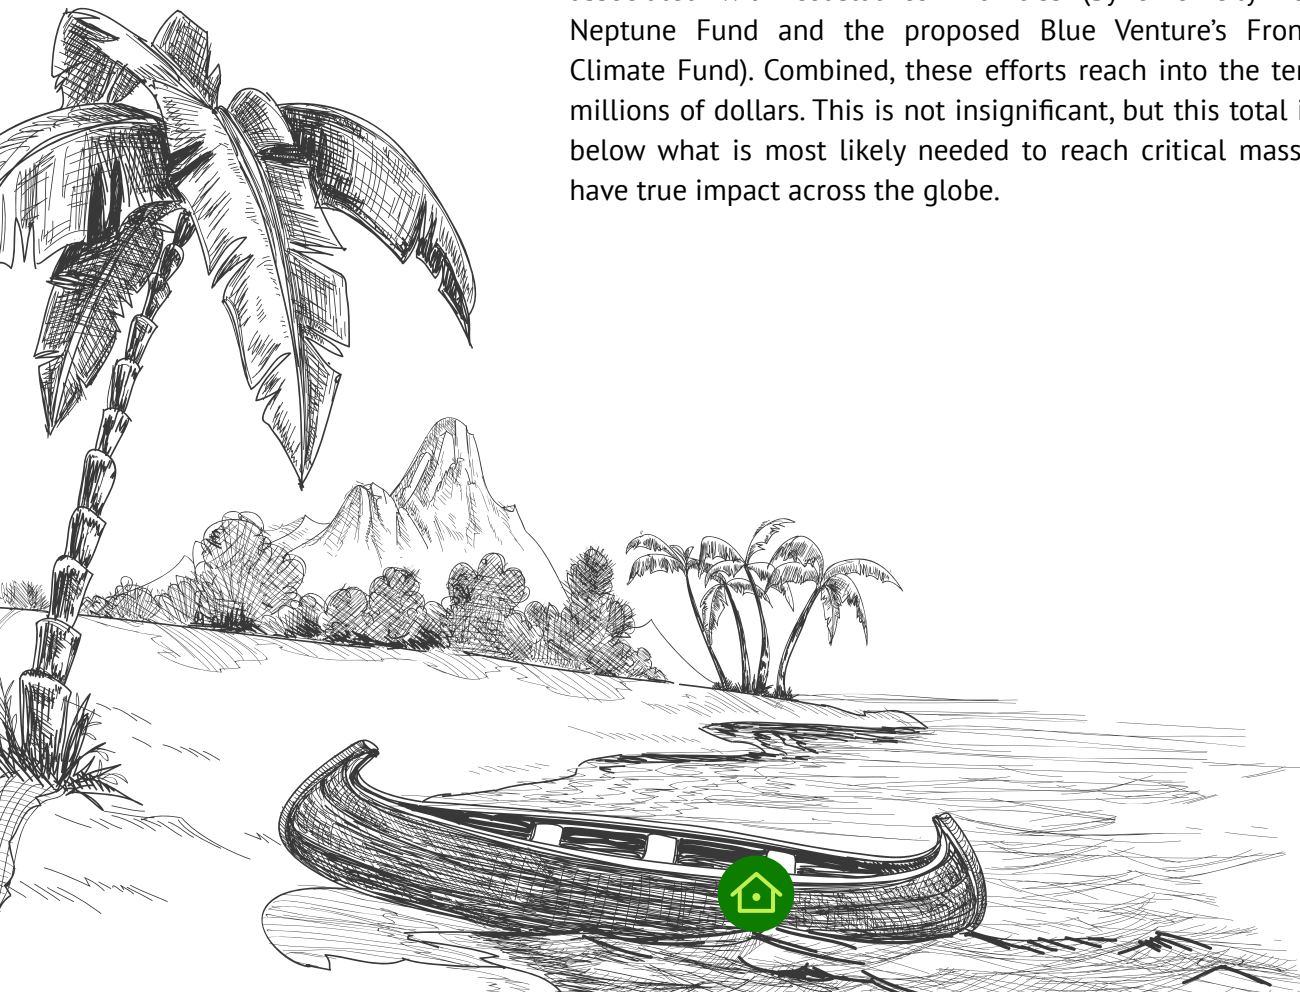 Neptune Fund and the proposed Blue Venture’s
Climate Fund). Combined, these efforts reach into the
millions of dollars. This is not insignificant, but this total
below what is most likely needed to reach critical mass
have true impact across the globe.